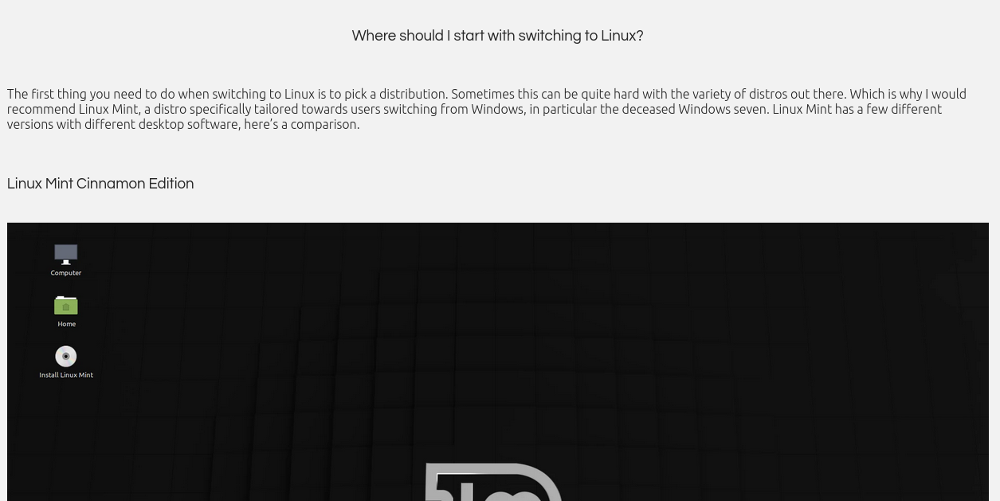 Where should I start with switching to Linux?
The first thing you need to do when switching to Linux is to pick a distribution. Sometimes this can be quite hard with the variety of distros out there. Which is why I would
recommend Linux Mint, a distro specifically tailored towards users switching from Windows, in particular the deceased Windows seven. Linux Mint has a few different
versions with different desktop software, here’s a comparison.
Linux Mint Cinnamon Edition
Computer
Home
Install Linux Mint